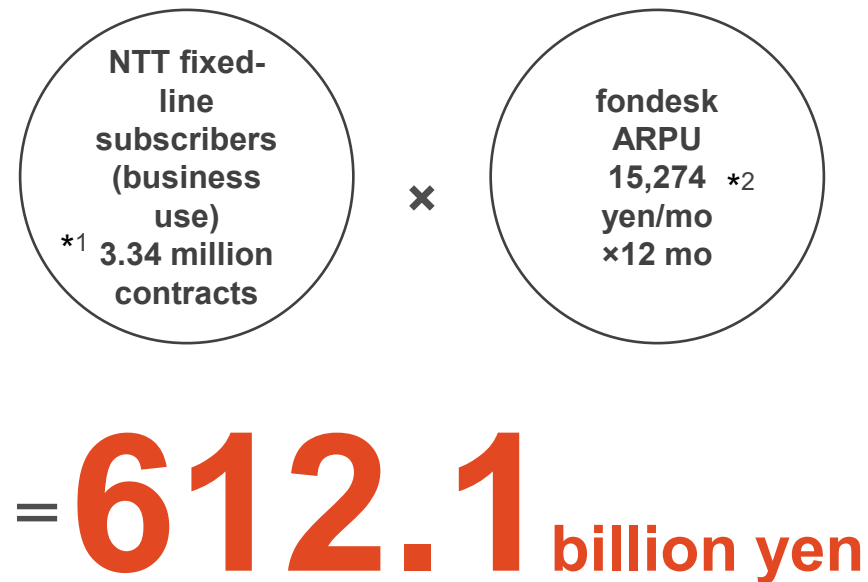 NTT fixed-
line
subscribers
(business
use)
*1 3.34 million
contracts
×
fondesk
ARPU
15,274 *2
yen/mo
×12 mo
=612.1 billion yen